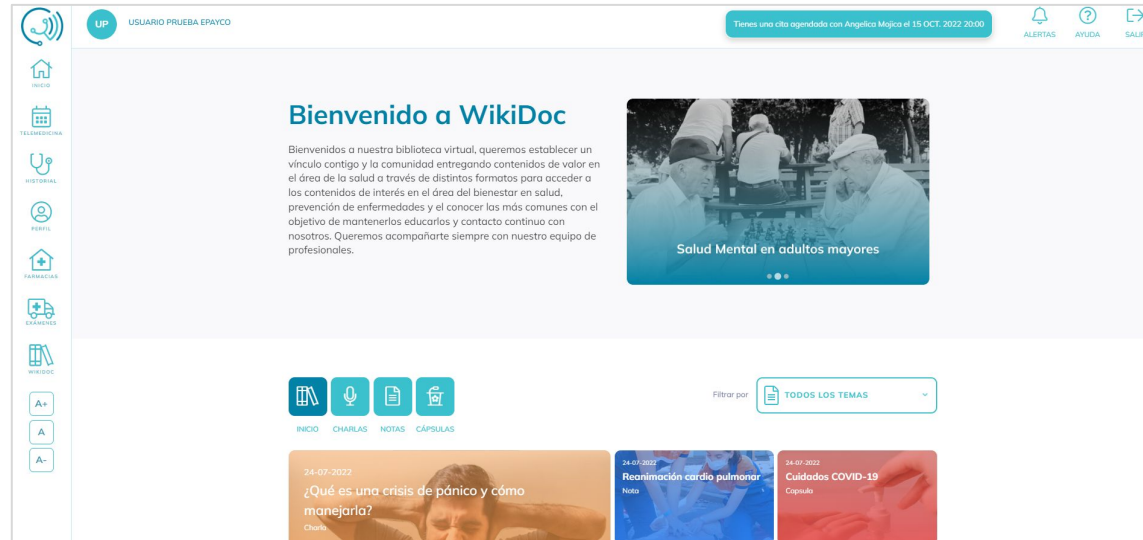 UP
USUARIO PRUEBA EPAYCO
Tienes una cita agendada con Angelica Mojica el 15 OCT. 2022 20:00
ALERTAS
AYUDA
SALIR
INICIO
TELEMEDICINA
HISTORIAL
PERFIL
FARMACIAS
EXÁMENES
WIKIDOC
A+
A
A-
Bienvenido a WikiDoc
Bienvenidos a nuestra biblioteca virtual, queremos establecer un
vínculo contigo y la comunidad entregando contenidos de valor en
el área de la salud a través de distintos formatos para acceder a
los contenidos de interés en el área del bienestar en salud,
prevención de enfermedades y el conocer las más comunes con el
objetivo de mantenerlos educarlos y contacto continuo con
nosotros. Queremos acompañarte siempre con nuestro equipo de
profesionales.
Salud Mental en adultos mayores
INICIO
CHARLAS
NOTAS
CÁPSULAS
Filtrar por
TODOS LOS TEMAS
24-07-2022
¿Qué es una crisis de pánico y cómo
manejarla?
Charla
24-07-2022
Reanimación cardio pulmonar
Nota
24-07-2022
Cuidados COVID-19
Capsula